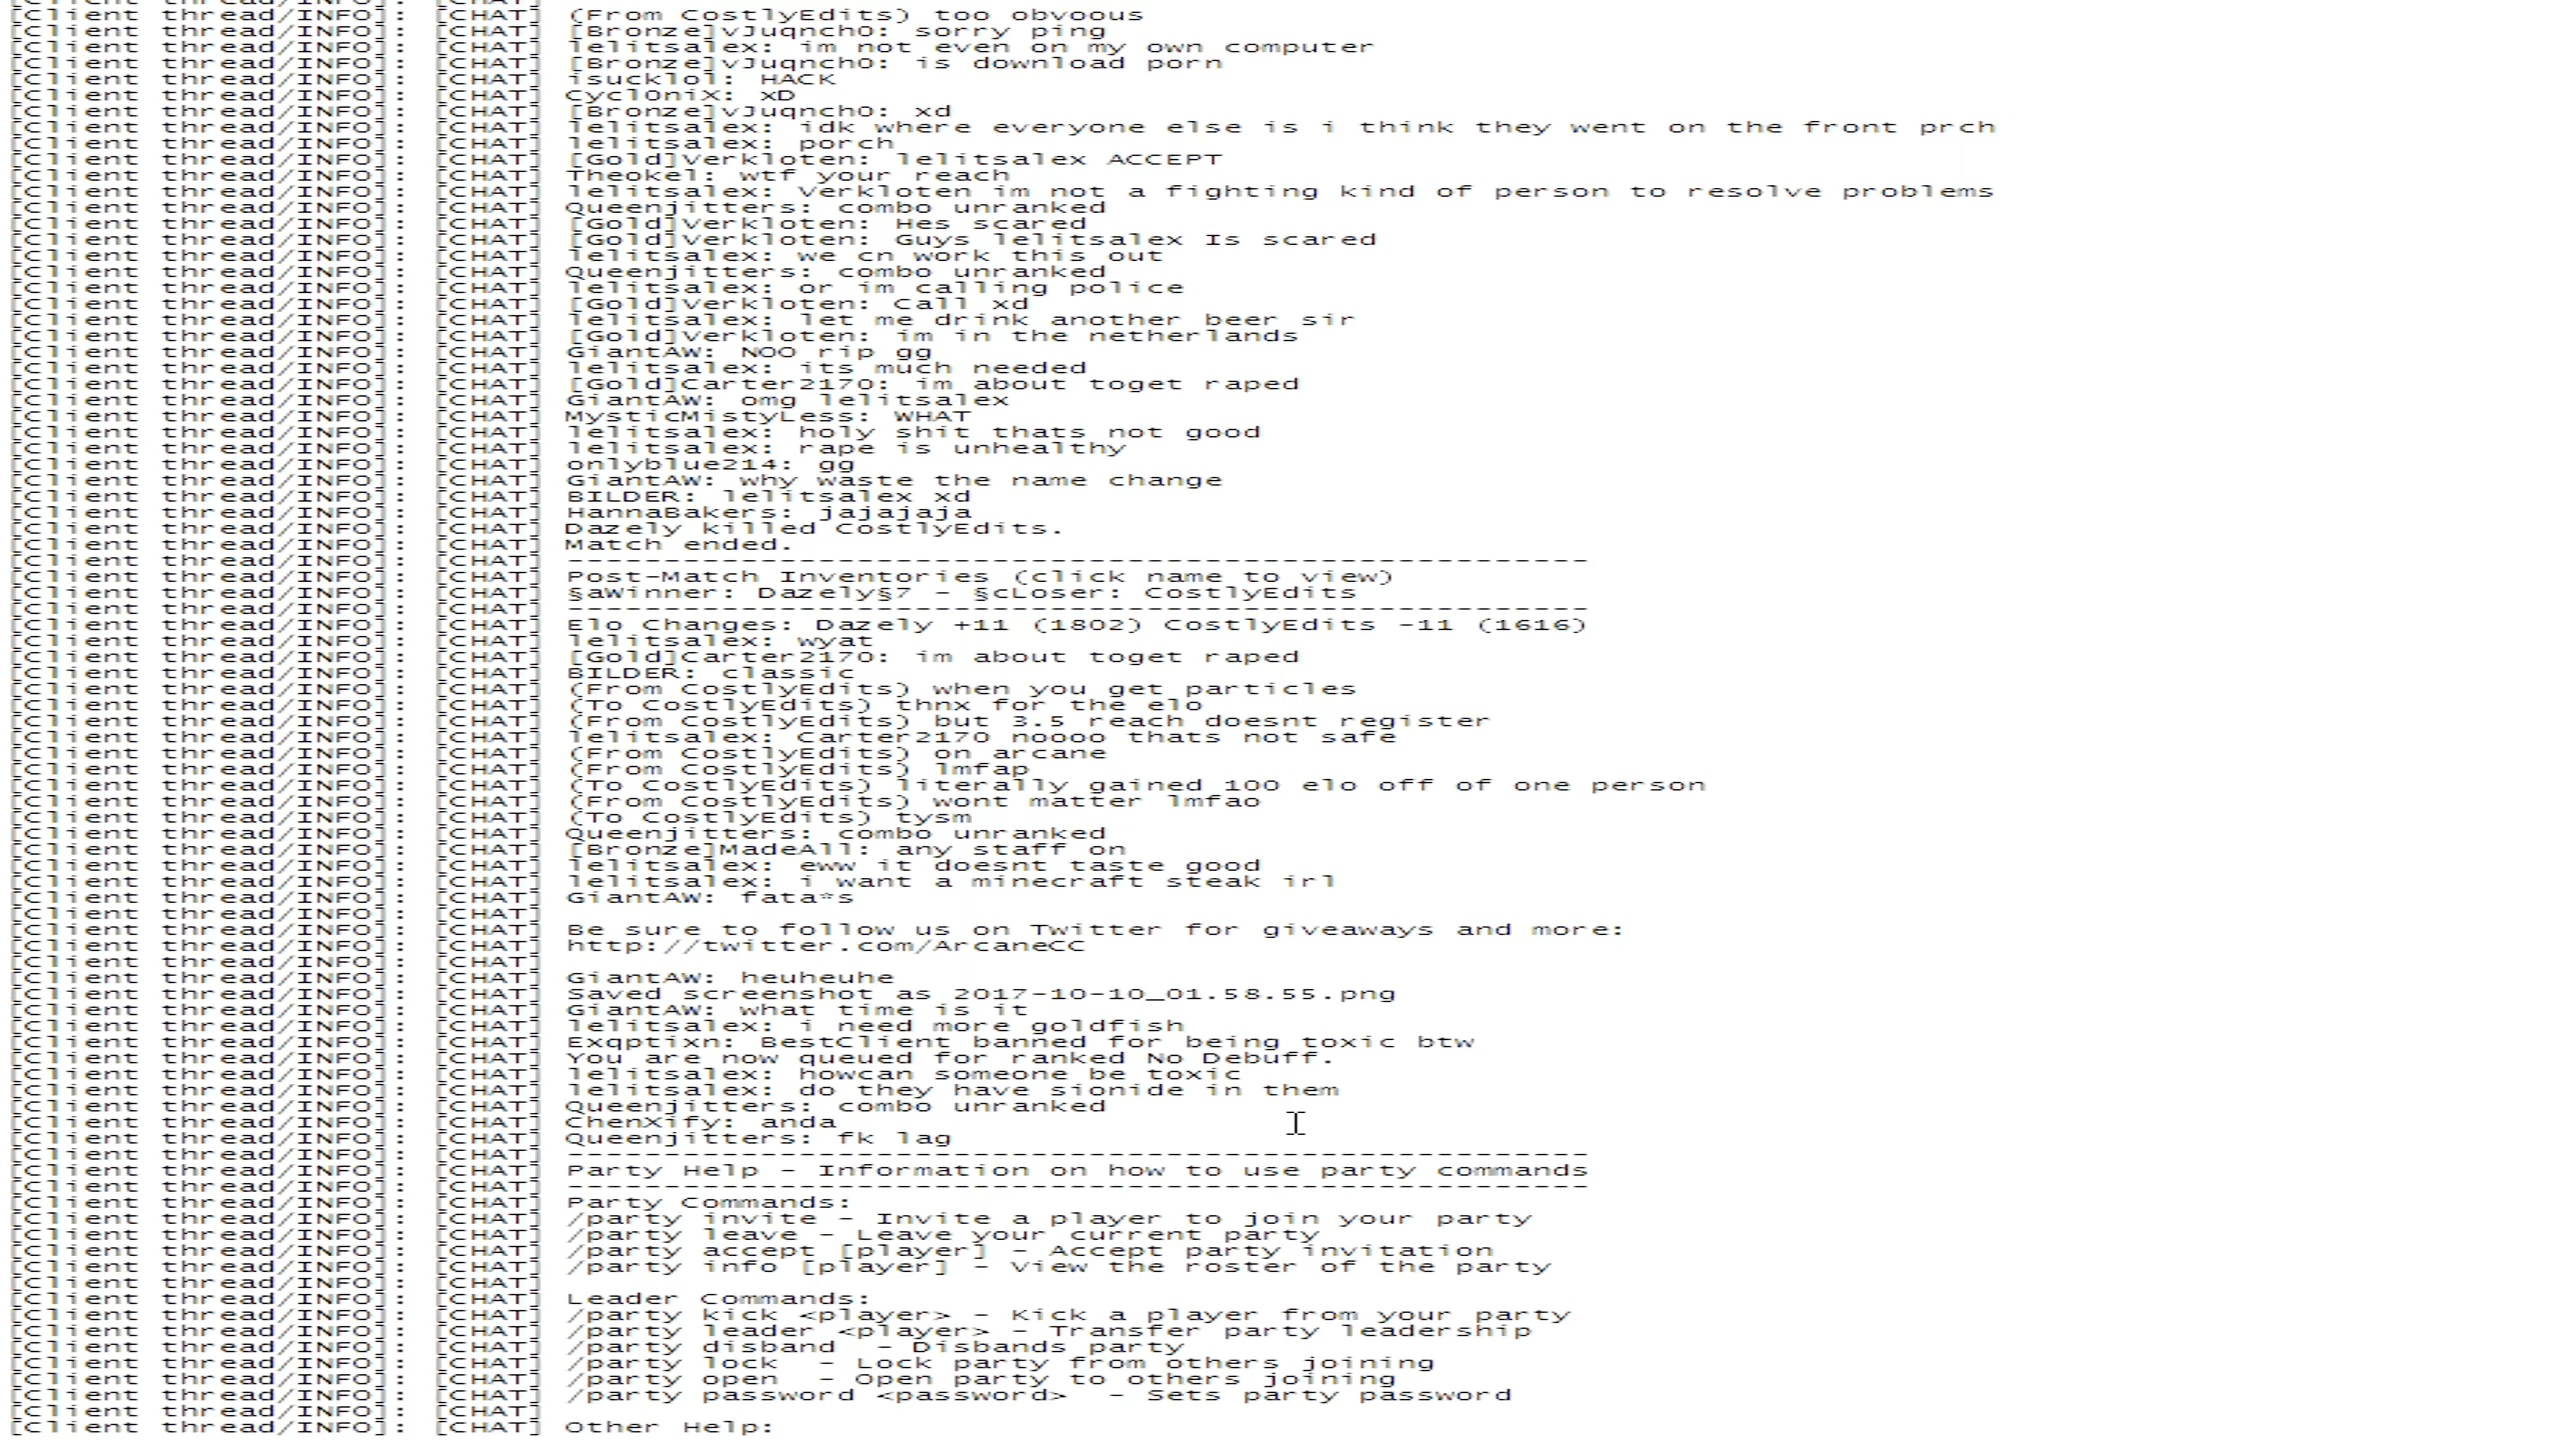 [Client thread/INFO]: [CHAT] (From CostlyEdits) too obvoous
[Client thread/INFO]: [CHAT] [Bronze]vJuqnch0: sorry ping
[Client thread/INFO]: [CHAT] lelitsalex: im not even on my own computer
[Client thread/INFO]: [CHAT] [Bronze]vJuqnch0: is download porn
[Client thread/INFO]: [CHAT] isucklol: HACK
[Client thread/INFO]: [CHAT] Cycl0niX: xD
[Client thread/INFO]: [CHAT] [Bronze]vJuqnch0: xd
[Client thread/INFO]: [CHAT] lelitsalex: idk where everyone else is i think they went on the front prch
[Client thread/INFO]: [CHAT] lelitsalex: porch
[Client thread/INFO]: [CHAT] [Gold]Verkloten: lelitsalex ACCEPT
[Client thread/INFO]: [CHAT] Theokel: wtf your reach
[Client thread/INFO]: [CHAT] lelitsalex: Verkloten im not a fighting kind of person to resolve problems
[Client thread/INFO]: [CHAT] Queenjitters: combo unranked
[Client thread/INFO]: [CHAT] [Gold]Verkloten: Hes scared
[Client thread/INFO]: [CHAT] [Gold]Verkloten: Guys lelitsalex Is scared
[Client thread/INFO]: [CHAT] lelitsalex: we cn work this out
[Client thread/INFO]: [CHAT] Queenjitters: combo unranked
[Client thread/INFO]: [CHAT] lelitsalex: or im calling police
[Client thread/INFO]: [CHAT] [Gold]Verkloten: Call xd
[Client thread/INFO]: [CHAT] lelitsalex: let me drink another beer sir
[Client thread/INFO]: [CHAT] [Gold]Verkloten: im in the netherlands
[Client thread/INFO]: [CHAT] GiantAW: NOO rip gg
[Client thread/INFO]: [CHAT] lelitsalex: its much needed
[Client thread/INFO]: [CHAT] [Gold]Carter2170: im about toget raped
[Client thread/INFO]: [CHAT] GiantAW: omg lelitsalex
[Client thread/INFO]: [CHAT] MysticMistyLess: WHAT
[Client thread/INFO]: [CHAT] lelitsalex: holy shit thats not good
[Client thread/INFO]: [CHAT] lelitsalex: rape is unhealthy
[Client thread/INFO]: [CHAT] onlyblue214: gg
[Client thread/INFO]: [CHAT] GiantAW: why waste the name change
[Client thread/INFO]: [CHAT] BILDER: lelitsalex xd
[Client thread/INFO]: [CHAT] HannaBakers: jajajaja
[Client thread/INFO]: [CHAT] Dazely killed CostlyEdits.
[Client thread/INFO]: [CHAT] Match ended.
[Client thread/INFO]: [CHAT] -----------------------------------------------------
[Client thread/INFO]: [CHAT] Post-Match Inventories (click name to view)
[Client thread/INFO]: [CHAT] §aWinner: Dazely§7 - §cLoser: CostlyEdits
[Client thread/INFO]: [CHAT] -----------------------------------------------------
[Client thread/INFO]: [CHAT] Elo Changes: Dazely +11 (1802) CostlyEdits -11 (1616)
[Client thread/INFO]: [CHAT] lelitsalex: wyat
[Client thread/INFO]: [CHAT] [Gold]Carter2170: im about toget raped
[Client thread/INFO]: [CHAT] BILDER: classic
[Client thread/INFO]: [CHAT] (From CostlyEdits) when you get particles
[Client thread/INFO]: [CHAT] (To CostlyEdits) thnx for the elo
[Client thread/INFO]: [CHAT] (From CostlyEdits) but 3.5 reach doesnt register
[Client thread/INFO]: [CHAT] lelitsalex: Carter2170 noooo thats not safe
[Client thread/INFO]: [CHAT] (From CostlyEdits) on arcane
[Client thread/INFO]: [CHAT] (From CostlyEdits) lmfap
[Client thread/INFO]: [CHAT] (To CostlyEdits) literally gained 100 elo off of one person
[Client thread/INFO]: [CHAT] (From CostlyEdits) wont matter lmfao
[Client thread/INFO]: [CHAT] (To CostlyEdits) tysm
[Client thread/INFO]: [CHAT] Queenjitters: combo unranked
[Client thread/INFO]: [CHAT] [Bronze]MadeAll: any staff on
[Client thread/INFO]: [CHAT] lelitsalex: eww it doesnt taste good
[Client thread/INFO]: [CHAT] lelitsalex: i want a minecraft steak irl
[Client thread/INFO]: [CHAT] GiantAW: fata*s
[Client thread/INFO]: [CHAT]
[Client thread/INFO]: [CHAT] Be sure to follow us on Twitter for giveaways and more:
[Client thread/INFO]: [CHAT] http://twitter.com/ArcaneCC
[Client thread/INFO]: [CHAT]
[Client thread/INFO]: [CHAT] GiantAW: heuheuhe
[Client thread/INFO]: [CHAT] Saved screenshot as 2017-10-10_01.58.55.png
[Client thread/INFO]: [CHAT] GiantAW: what time is it
[Client thread/INFO]: [CHAT] lelitsalex: i need more goldfish
[Client thread/INFO]: [CHAT] Exqptixn: BestClient banned for being toxic btw
[Client thread/INFO]: [CHAT] You are now queued for ranked No Debuff.
[Client thread/INFO]: [CHAT] lelitsalex: howcan someone be toxic
[Client thread/INFO]: [CHAT] lelitsalex: do they have sionide in them
[Client thread/INFO]: [CHAT] Queenjitters: combo unranked
[Client thread/INFO]: [CHAT] ChenXify: anda
[Client thread/INFO]: [CHAT] Queenjitters: fk lag
[Client thread/INFO]: [CHAT] -----------------------------------------------------
[Client thread/INFO]: [CHAT] Party Help - Information on how to use party commands
[Client thread/INFO]: [CHAT] -----------------------------------------------------
[Client thread/INFO]: [CHAT] Party Commands:
[Client thread/INFO]: [CHAT] /party invite - Invite a player to join your party
[Client thread/INFO]: [CHAT] /party leave - Leave your current party
[Client thread/INFO]: [CHAT] /party accept [player] - Accept party invitation
[Client thread/INFO]: [CHAT] /party info [player] - View the roster of the party
[Client thread/INFO]: [CHAT]
[Client thread/INFO]: [CHAT] Leader Commands:
[Client thread/INFO]: [CHAT] /party kick <player> - Kick a player from your party
[Client thread/INFO]: [CHAT] /party leader <player> - Transfer party leadership
[Client thread/INFO]: [CHAT] /party disband  - Disbands party
[Client thread/INFO]: [CHAT] /party lock  - Lock party from others joining
[Client thread/INFO]: [CHAT] /party open  - Open party to others joining
[Client thread/INFO]: [CHAT] /party password <password>  - Sets party password
[Client thread/INFO]: [CHAT]
[Client thread/INFO]: [CHAT] Other Help: